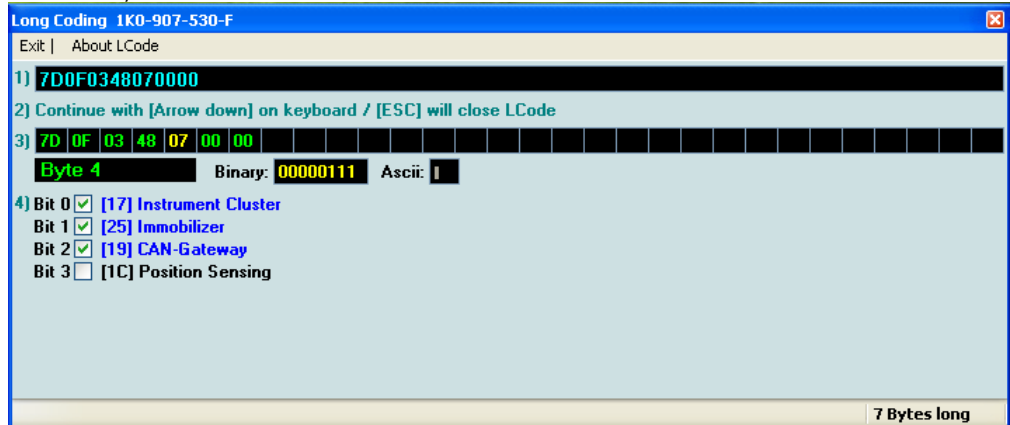 Long Coding 1K0-907-530-F
Exit | About LCode
1) 7D0F0348070000
2) Continue with [Arrow down] on keyboard / [ESC] will close LCode
3) 7D 0F 03 48 07 00 00
Byte 4 Binary: 00000111 Ascii:
4) Bit 0 [17] Instrument Cluster
Bit 1 [25] Immobilizer
Bit 2 [19] CAN-Gateway
Bit 3 [1C] Position Sensing
7 Bytes long